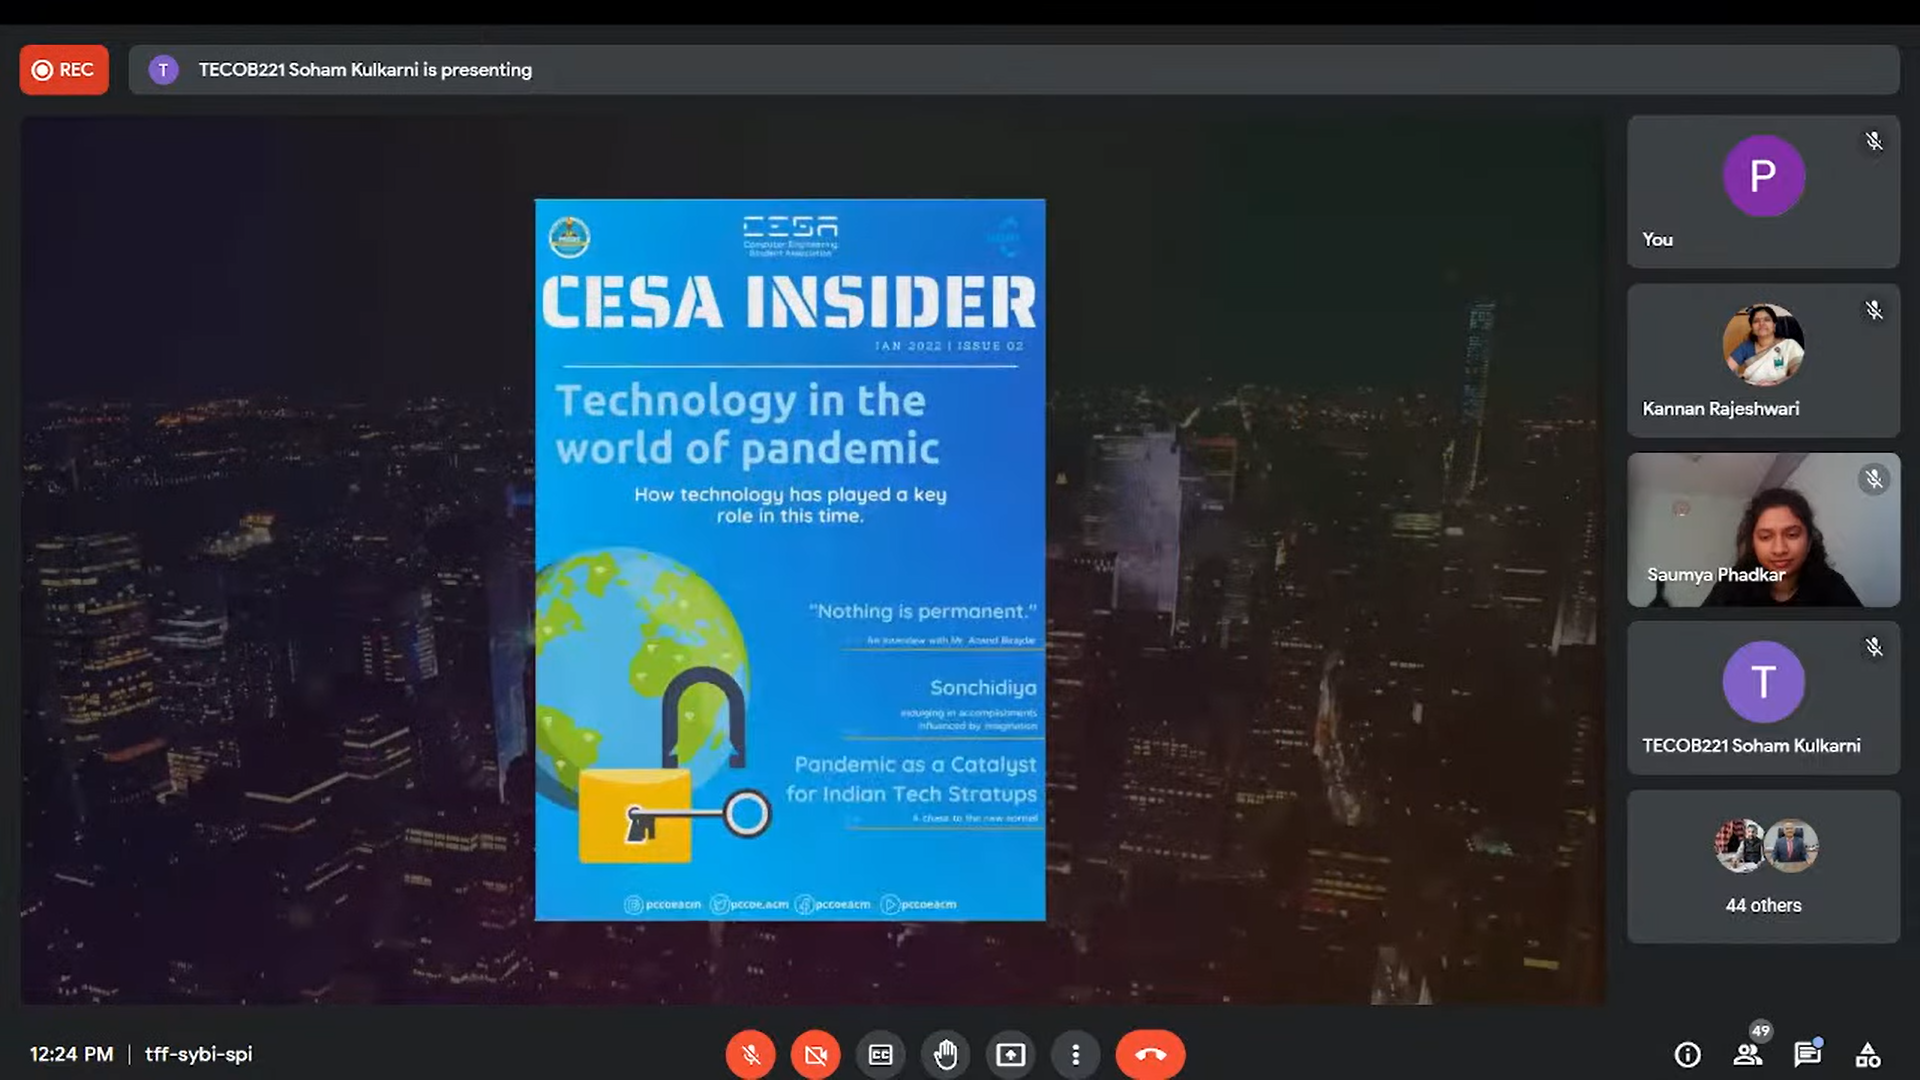 REC
T
TECOB221 Soham Kulkarni is presenting
CESA
Computer Engineering
Student Association
CESA INSIDER
JAN 2022 | ISSUE 02
Technology in the
world of pandemic
How technology has played a key
role in this time.
"Nothing is permanent."
An interview with Mr. Anand
Sonchidiya
Indulging in accomplishments
influenced by imagination
Pandemic as a Catalyst
for Indian Tech Stratups
A chase to the new normal
pccoeacm
pccoe.acm
pccoeacm
pccoeacm
P
You
Kannan Rajeshwari
Saumya Phadkar
T
TECOB221 Soham Kulkarni
44 others
12:24 PM | tff-sybi-spi
CC
49